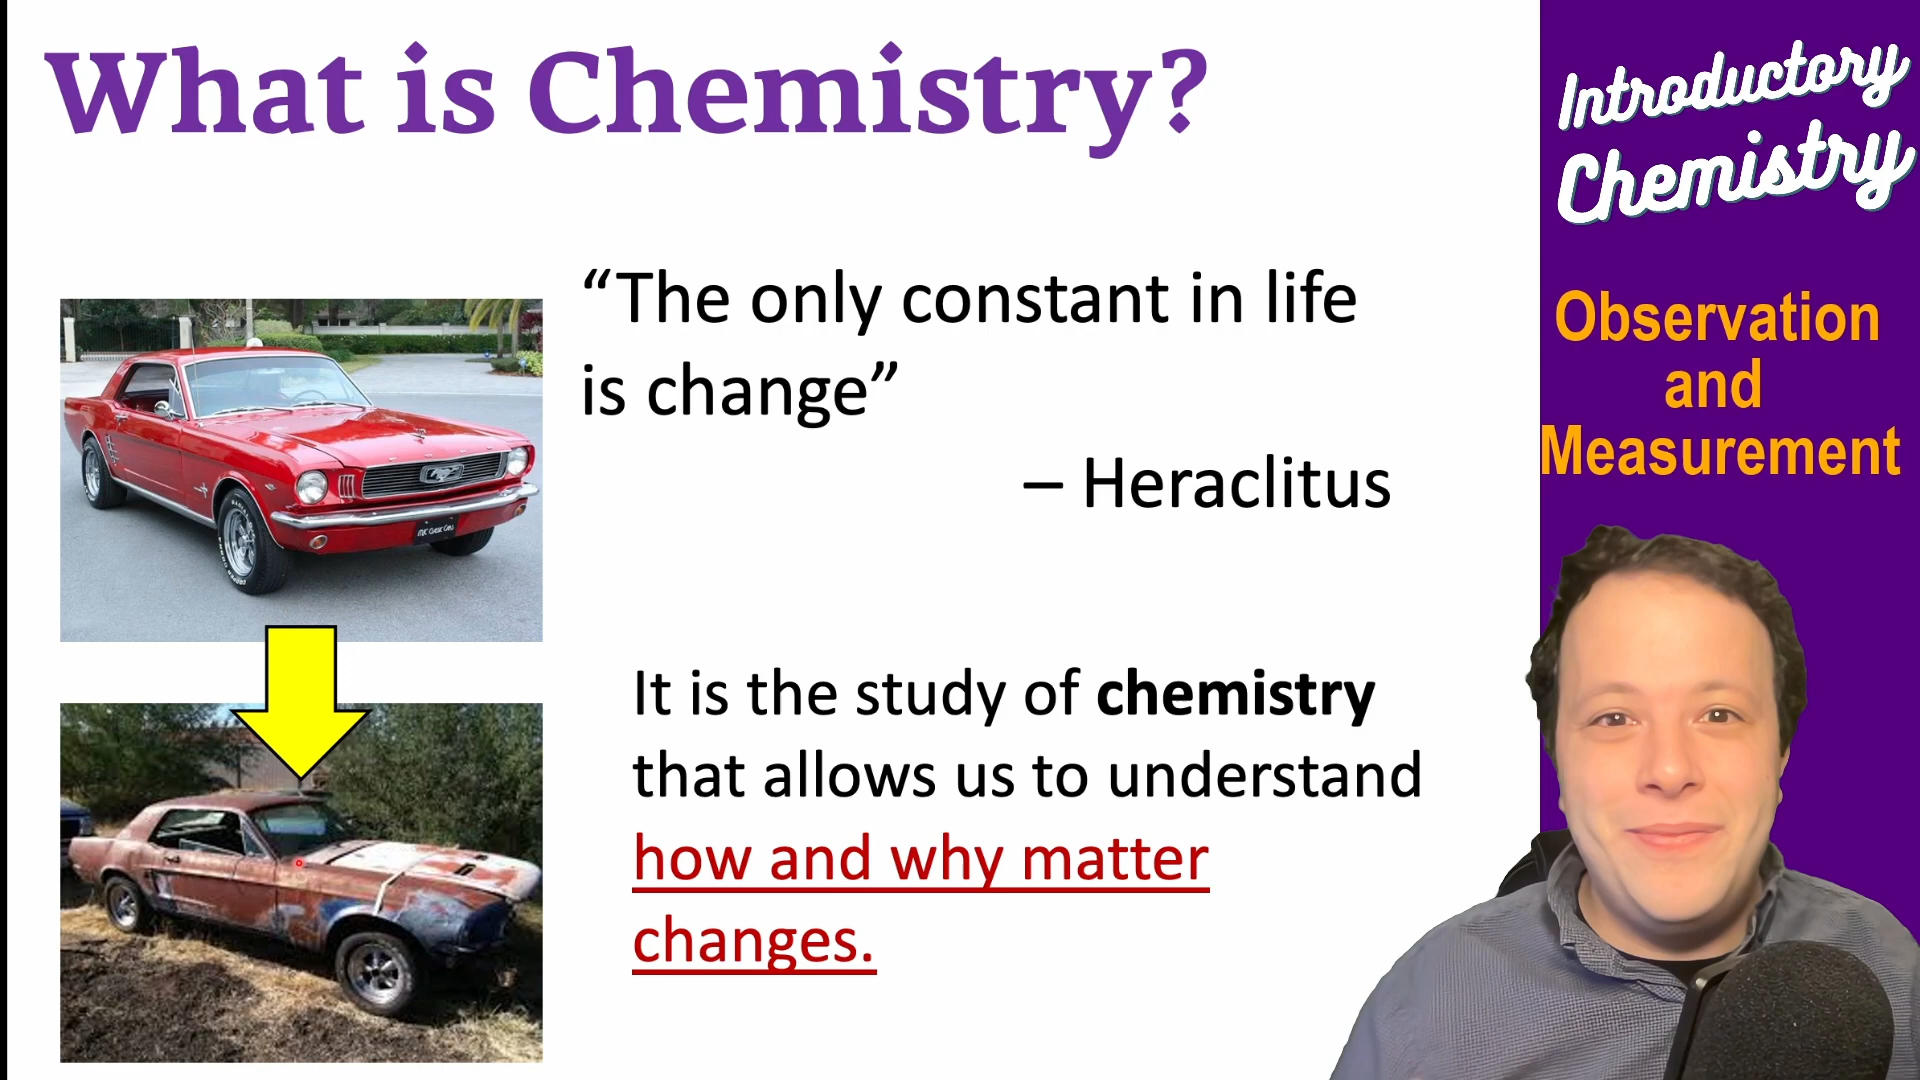 What is Chemistry?
“The only constant in life
is change”
– Heraclitus
It is the study of chemistry
that allows us to understand
how and why matter
changes.
Introductory
Chemistry
Observation
and
Measurement